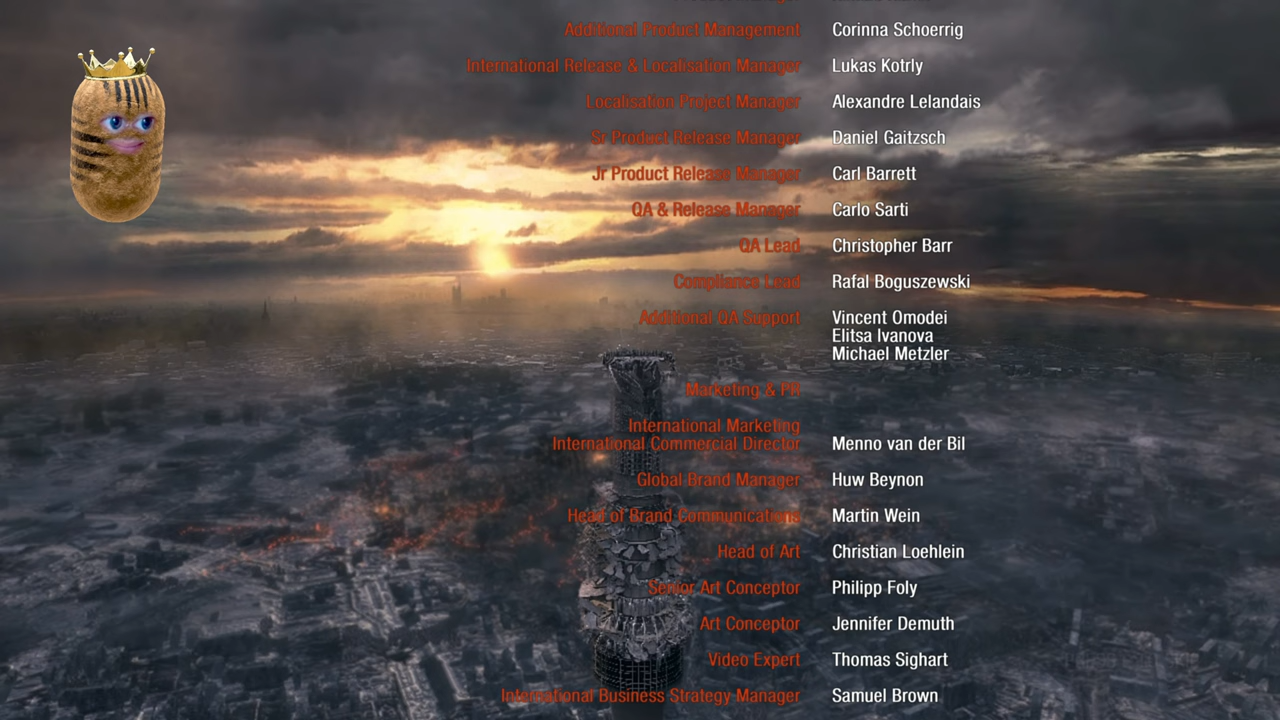 Additional Product Management Corinna Schoerrig
International Release & Localisation Manager Lukas Kotrly
Localisation Project Manager Alexandre Lelandais
Sr Product Release Manager Daniel Gaitzsch
Jr Product Release Manager Carl Barrett
QA & Release Manager Carlo Sarti
QA Lead Christopher Barr
Compliance Lead Rafal Boguszewski
Additional QA Support Vincent Omodei
Elitsa Ivanova
Michael Metzler
Marketing & PR
International Marketing
International Commercial Director Menno van der Bil
Global Brand Manager Huw Beynon
Head of Brand Communications Martin Wein
Head of Art Christian Loehlein
Senior Art Conceptor Philipp Foly
Art Conceptor Jennifer Demuth
Video Expert Thomas Sighart
International Business Strategy Manager Samuel Brown